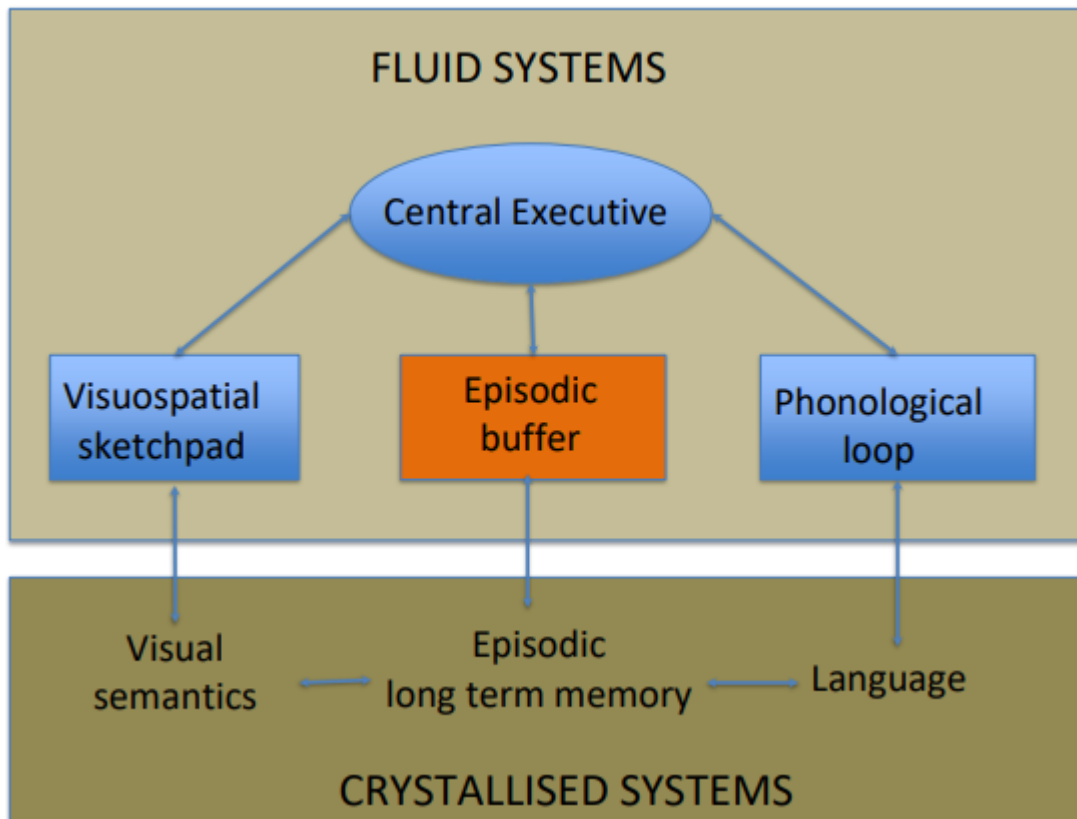 FLUID SYSTEMS
Central Executive
Visuospatial
sketchpad
Episodic
buffer
Phonological
loop
Visual
semantics
Episodic
long term memory
Language
CRYSTALLISED SYSTEMS